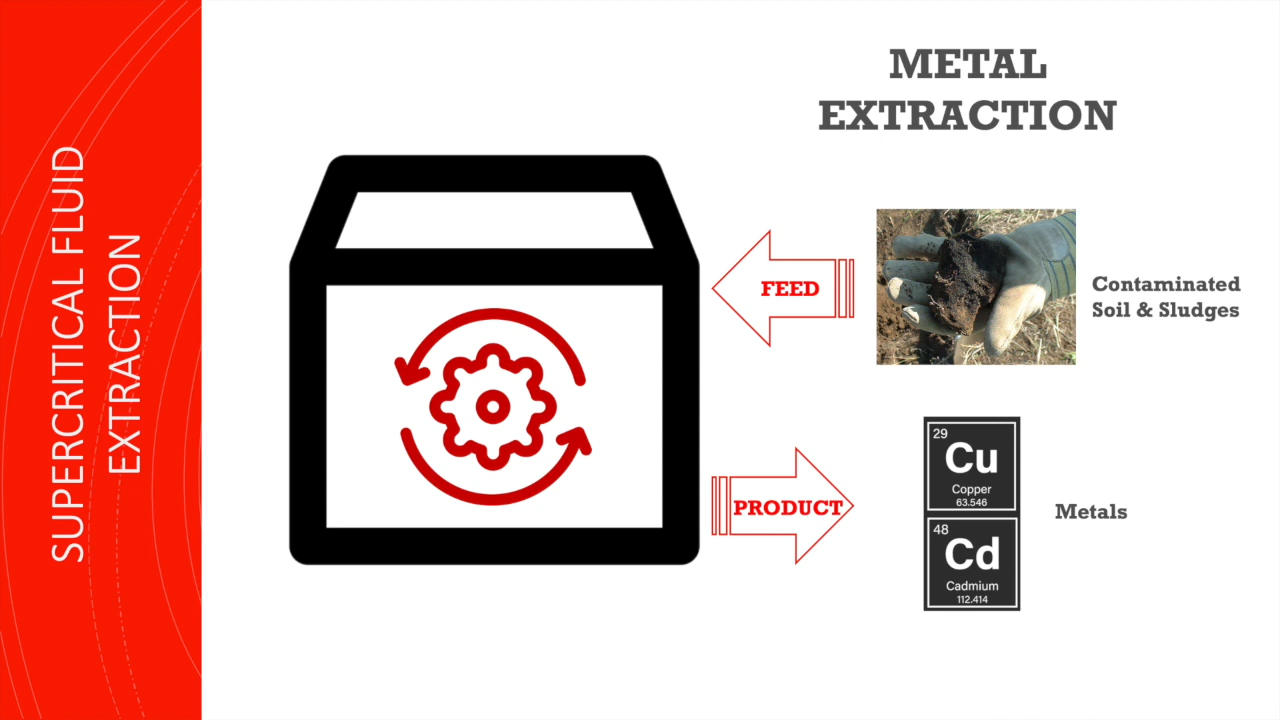 SUPERCRITICAL FLUID
EXTRACTION
METAL
EXTRACTION
FEED
Contaminated
Soil & Sludges
PRODUCT
29
Cu
Copper
63.546
48
Cd
Cadmium
112.414
Metals